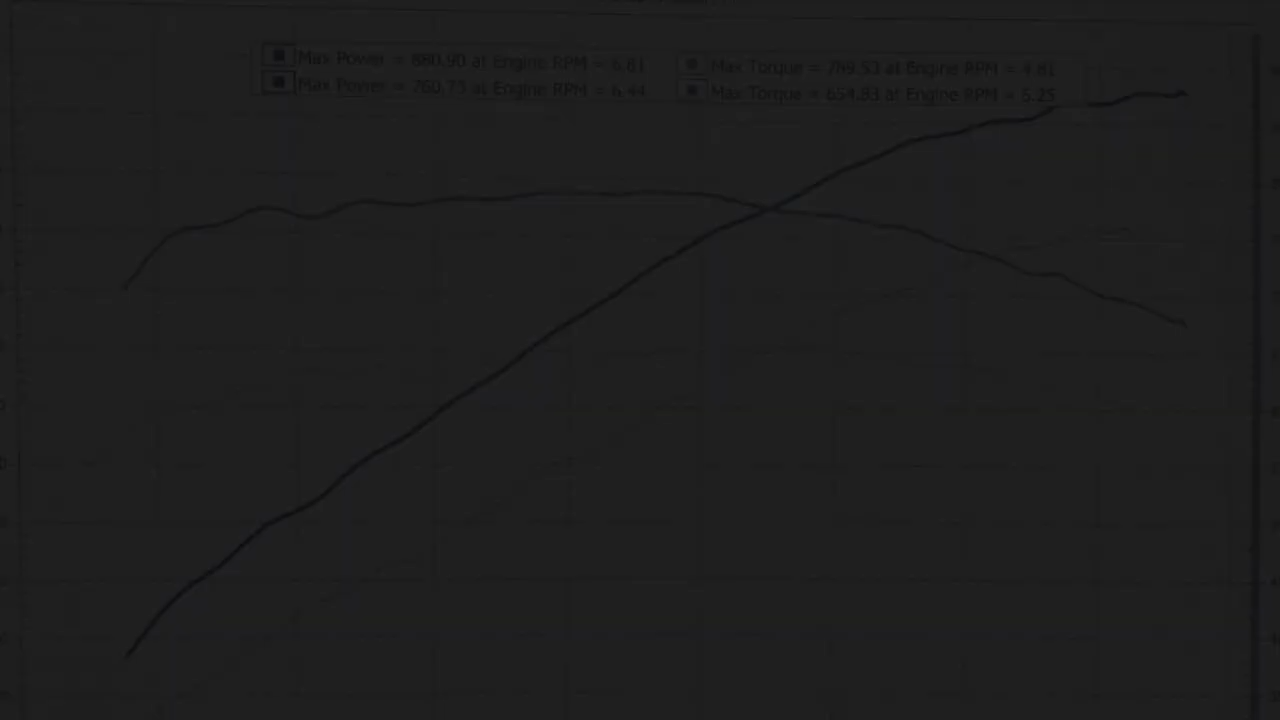 Max Power = 880.90 at Engine RPM = 6.81
Max Power = 760.73 at Engine RPM = 6.44
Max Torque = 789.53 at Engine RPM = 4.81
Max Torque = 654.83 at Engine RPM = 5.25